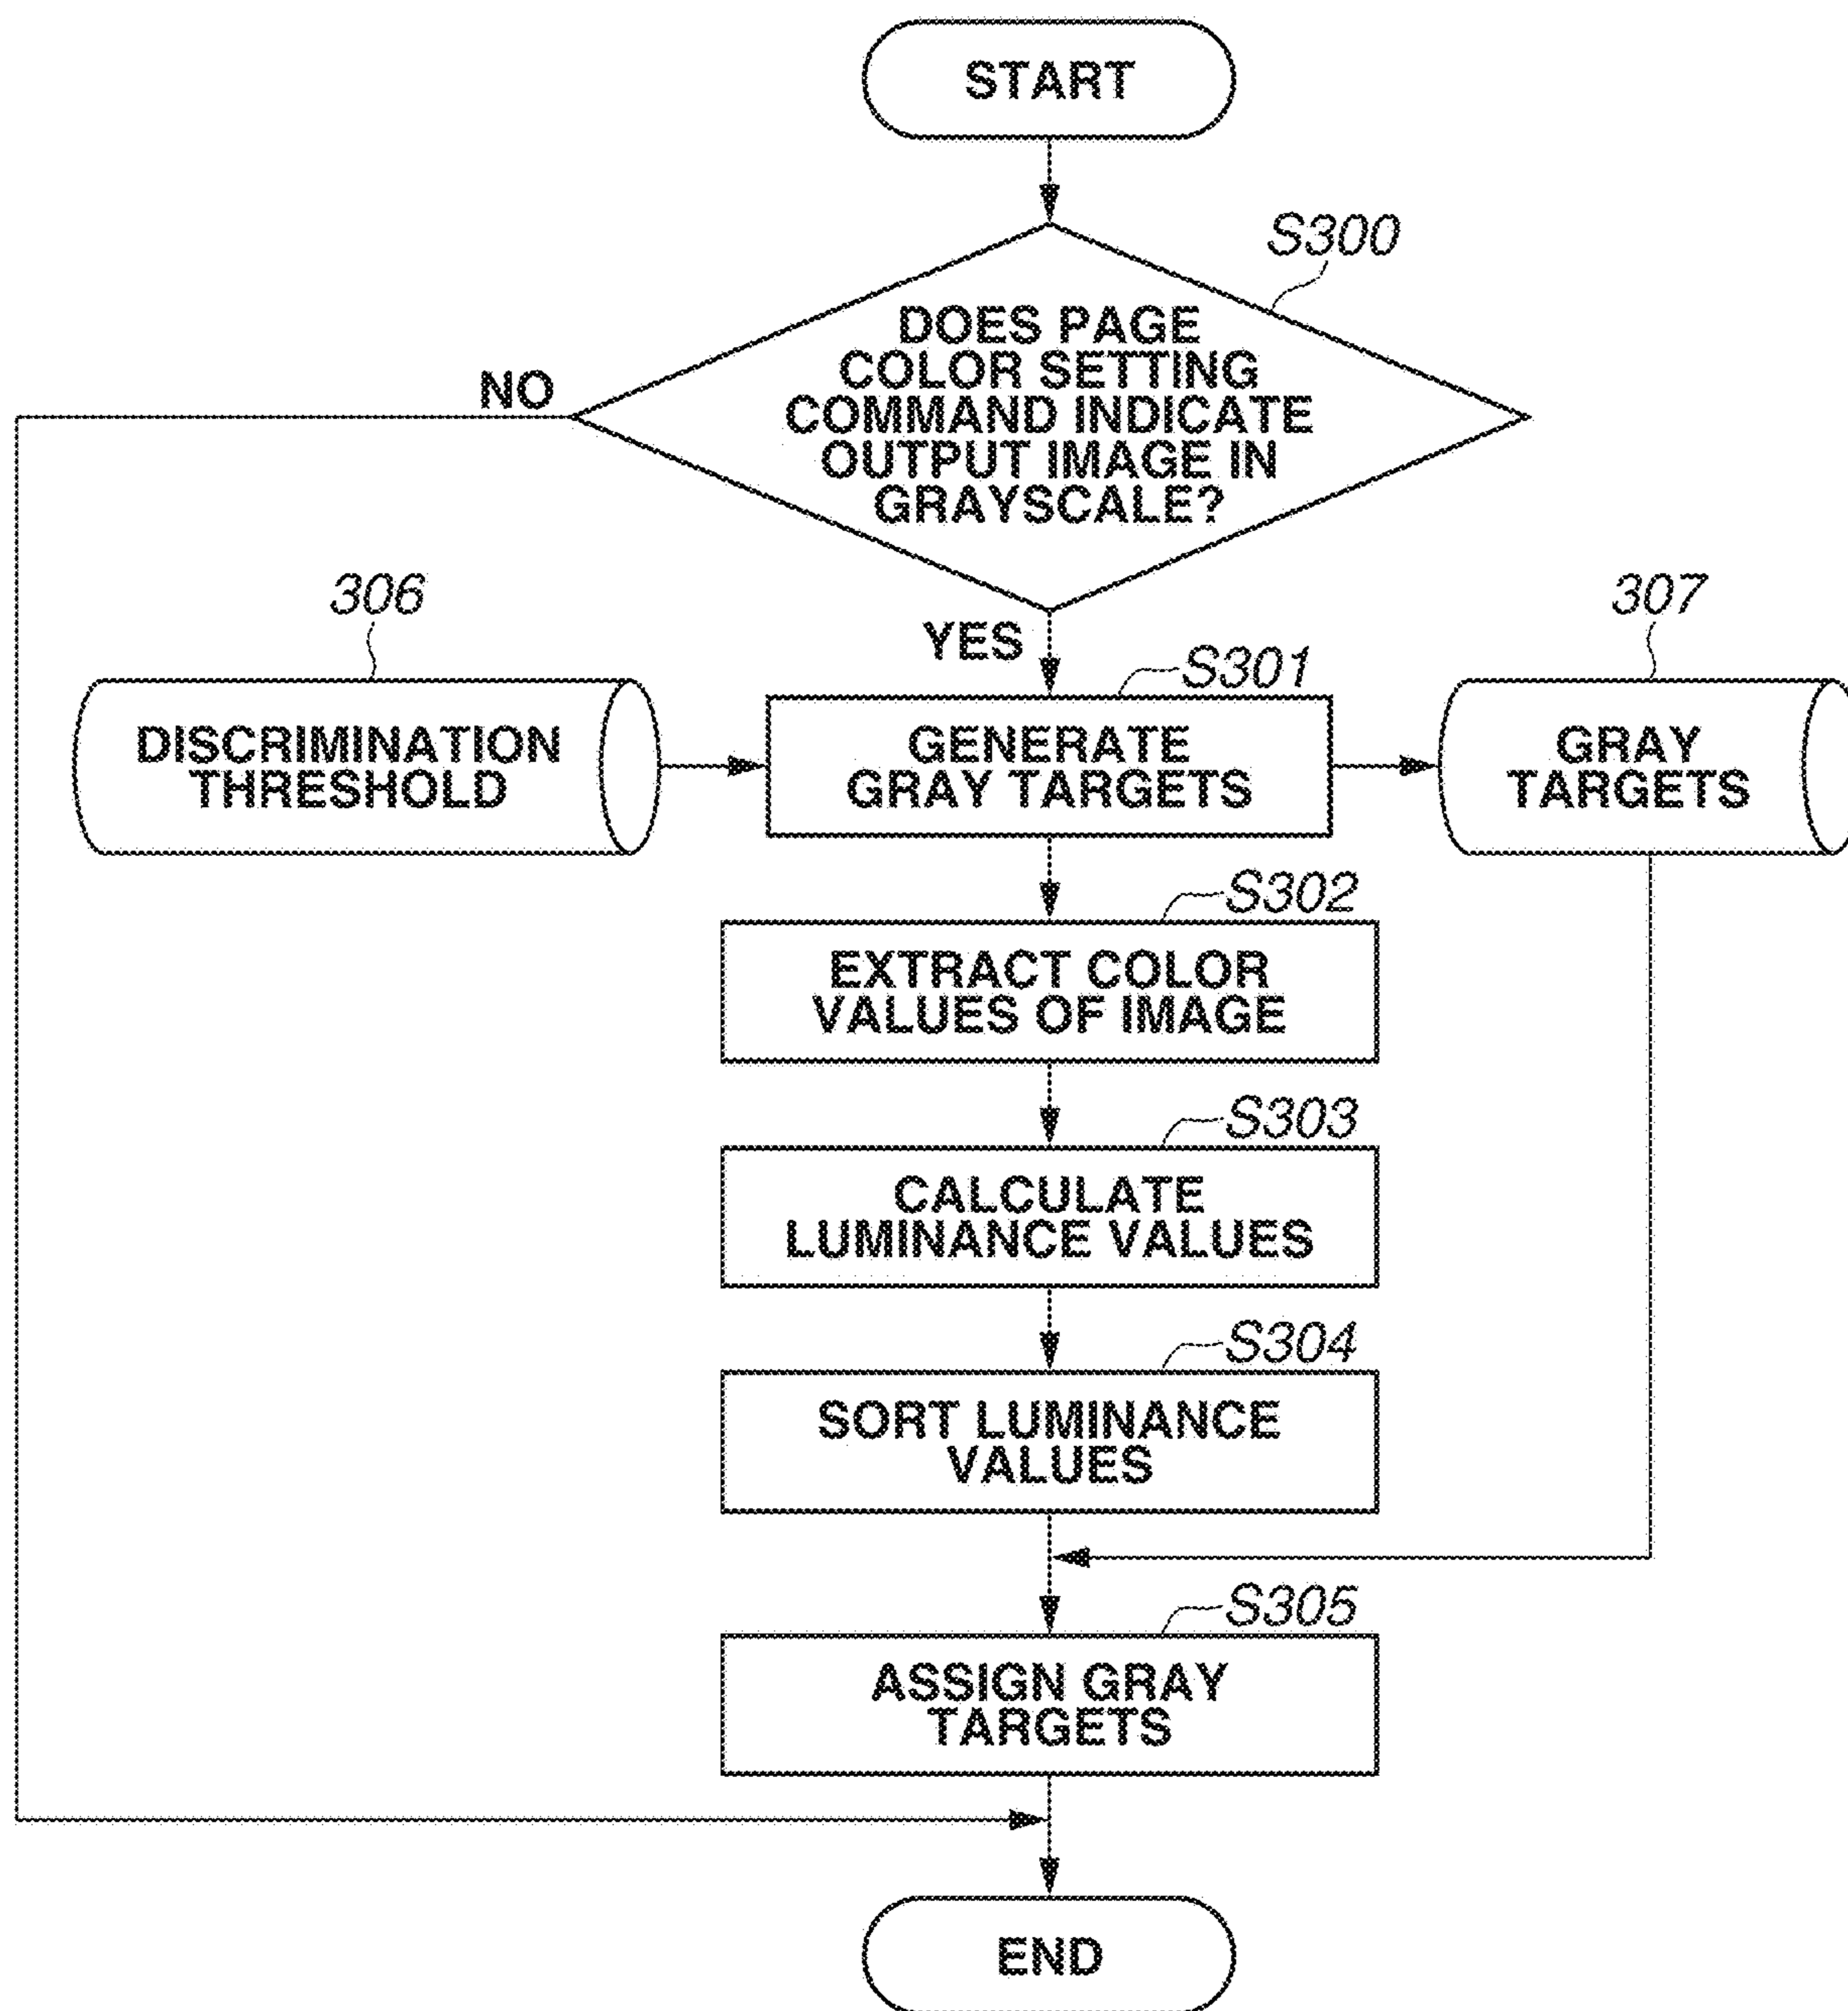 START
S300
DOES PAGE
COLOR SETTING
COMMAND INDICATE
OUTPUT IMAGE IN
GRAYSCALE?
NO
306
307
YES
S301
DISCRIMINATION
THRESHOLD
GENERATE
GRAY TARGETS
GRAY
TARGETS
S302
EXTRACT COLOR
VALUES OF IMAGE
S303
CALCULATE
LUMINANCE VALUES
S304
SORT LUMINANCE
VALUES
S305
ASSIGN GRAY
TARGETS
END